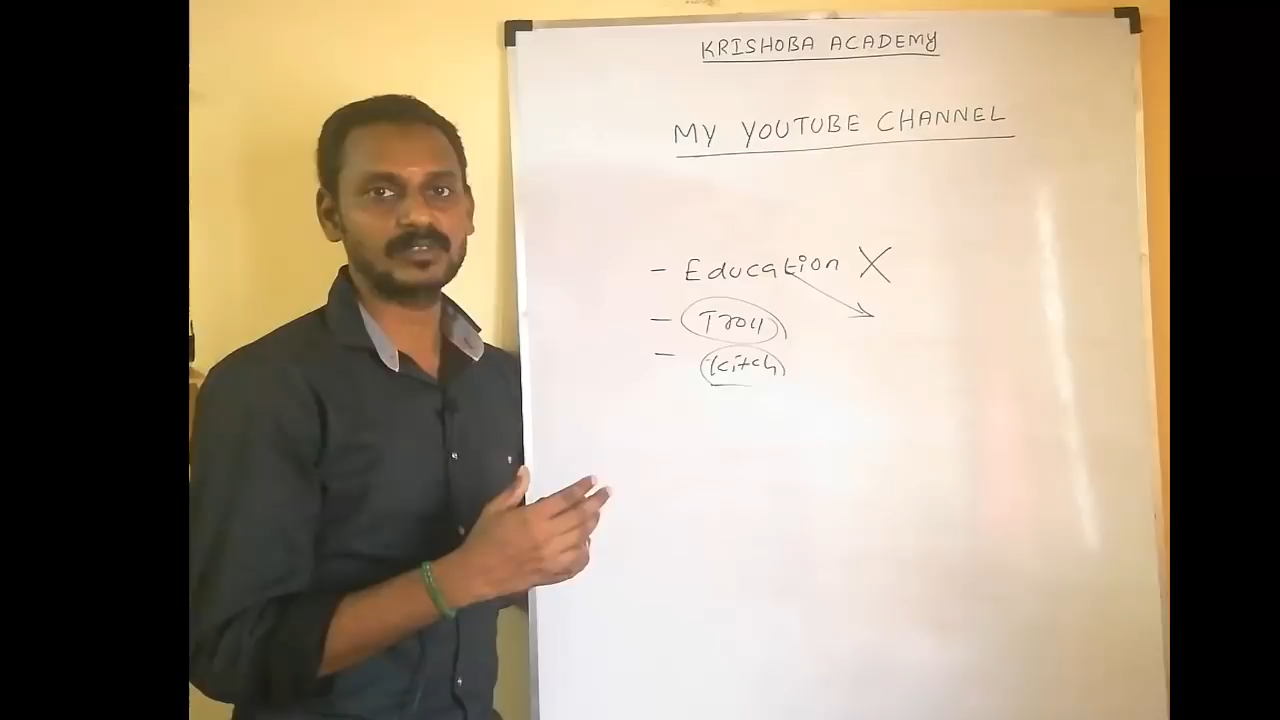 KRISHOBA ACADEMY
MY YOUTUBE CHANNEL
- Education X
- Troll
- kitch